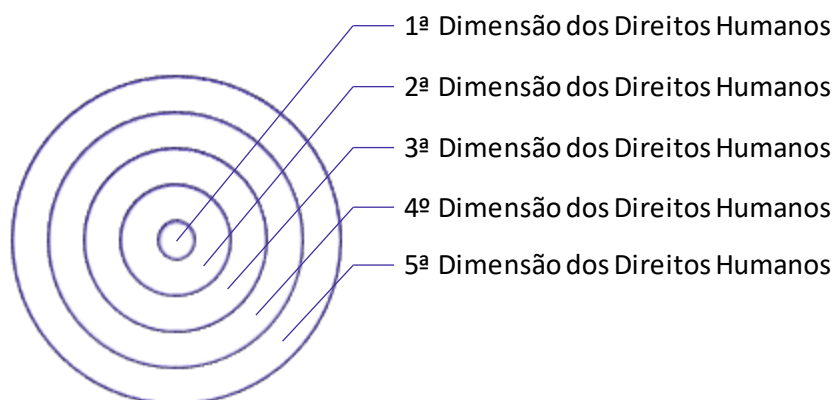 1ª Dimensão dos Direitos Humanos
2ª Dimensão dos Direitos Humanos
3ª Dimensão dos Direitos Humanos
4º Dimensão dos Direitos Humanos
5ª Dimensão dos Direitos Humanos